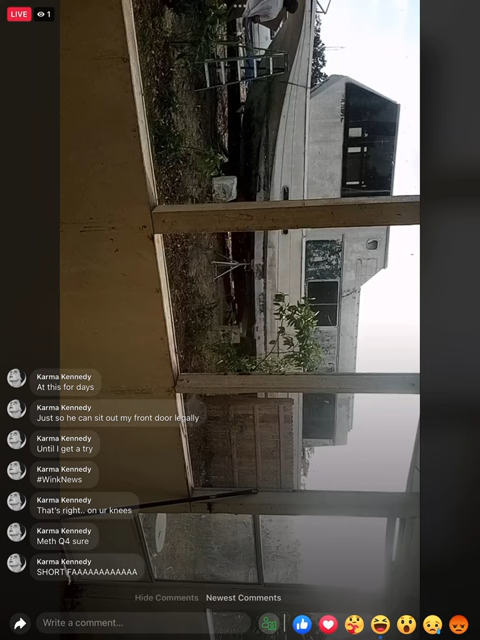 LIVE 1
Karma Kennedy
At this for days
Karma Kennedy
Just so he can sit out my front door legally
Karma Kennedy
Until I get a try
Karma Kennedy
#WinkNews
Karma Kennedy
That's right.. on ur knees
Karma Kennedy
Meth Q4 sure
Karma Kennedy
SHORT FAAAAAAAAAAAA
Hide Comments Newest Comments
Write a comment...